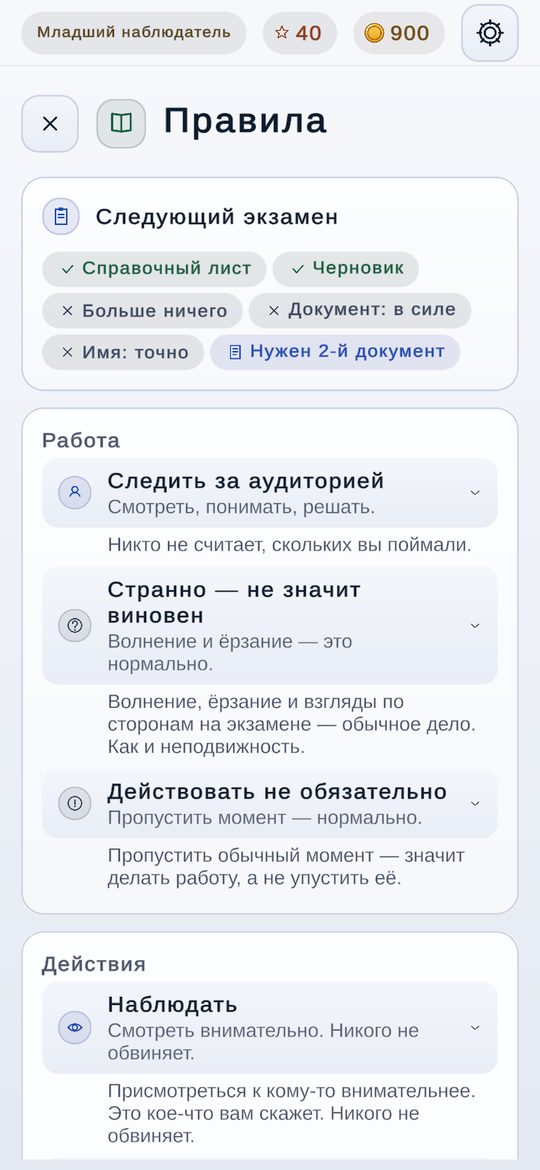 Младший наблюдатель
40
900
Правила
Следующий экзамен
Справочный лист
Черновик
Больше ничего
Документ: в силе
Имя: точно
Нужен 2-й документ
Работа
Следить за аудиторией
Смотреть, понимать, решать.
Никто не считает, скольких вы поймали.
Странно — не значит
виновен
Волнение и ёрзание — это
нормально.
Волнение, ёрзание и взгляды по
сторонам на экзамене — обычное дело.
Как и неподвижность.
Действовать не обязательно
Пропустить момент — нормально.
Пропустить обычный момент — значит
делать работу, а не упустить её.
Действия
Наблюдать
Смотреть внимательно. Никого не
обвиняет.
Присмотреться к кому-то внимательнее.
Это кое-что вам скажет. Никого не
обвиняет.